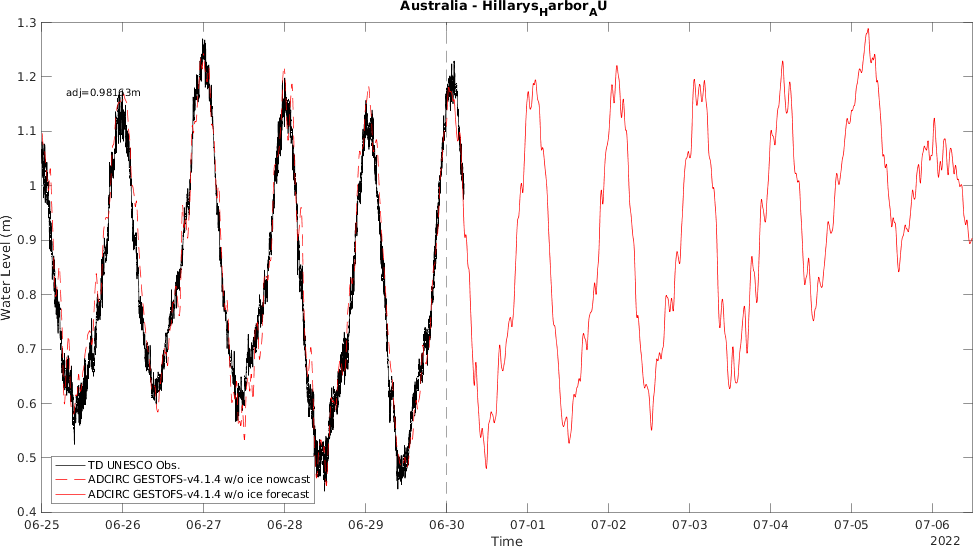 Australia - HillarysHarborAU
1.3
1.2
adj=0.98163m
1.1
1
0.9
0.8
0.7
0.6
0.5
0.4
Water Level (m)
TD UNESCO Obs.
ADCIRC GESTOFS-v4.1.4 w/o ice nowcast
ADCIRC GESTOFS-v4.1.4 w/o ice forecast
06-25 06-26 06-27 06-28 06-29 06-30 07-01 07-02 07-03 07-04 07-05 07-06
Time
2022